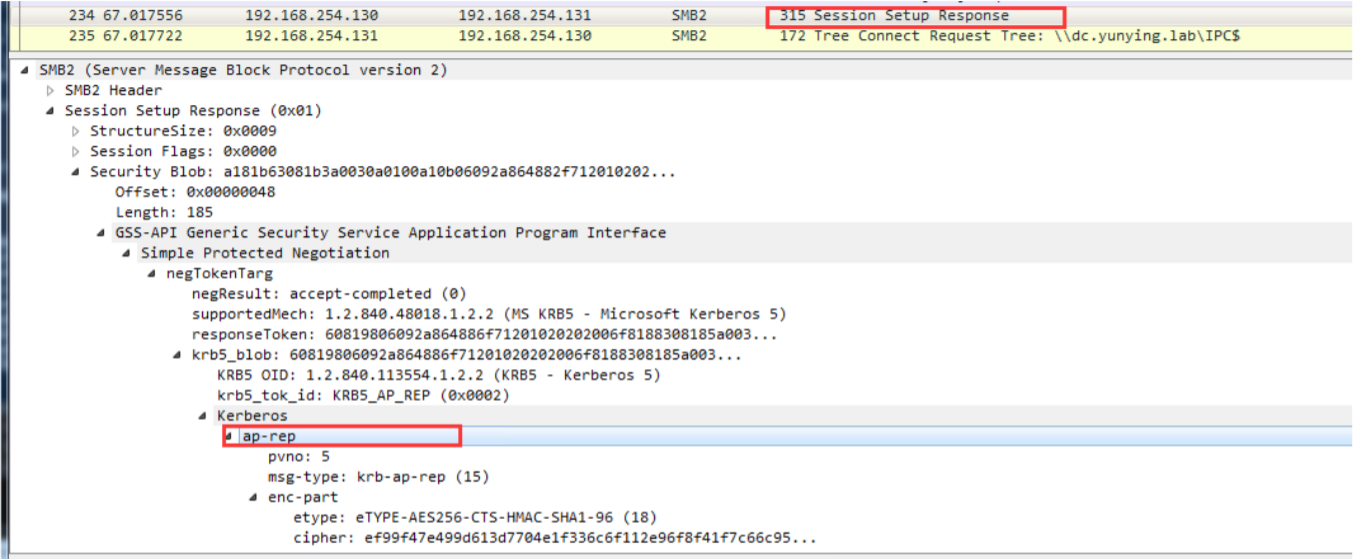 234 67.017556 192.168.254.130 192.168.254.131 SMB2 315 Session Setup Response
235 67.017722 192.168.254.131 192.168.254.130 SMB2 172 Tree Connect Request Tree: \\dc.yunying.lab\IPC$
SMB2 (Server Message Block Protocol version 2)
SMB2 Header
Session Setup Response (0x01)
StructureSize: 0x0009
Session Flags: 0x0000
Security Blob: a181b63081b3a0030a0100a10b06092a864882f712010202...
Offset: 0x00000048
Length: 185
GSS-API Generic Security Service Application Program Interface
Simple Protected Negotiation
negTokenTarg
negResult: accept-completed (0)
supportedMech: 1.2.840.48018.1.2.2 (MS KRB5 - Microsoft Kerberos 5)
responseToken: 60819806092a864886f71201020202006f8188308185a003...
krb5_blob: 60819806092a864886f71201020202006f8188308185a003...
KRB5 OID: 1.2.840.113554.1.2.2 (KRB5 - Kerberos 5)
krb5_tok_id: KRB5_AP_REP (0x0002)
Kerberos
ap-rep
pvno: 5
msg-type: krb-ap-rep (15)
enc-part
etype: eTYPE-AES256-CTS-HMAC-SHA1-96 (18)
cipher: ef99f47e499d613d7704e1f336c6f112e96f8f41f7c66c95...